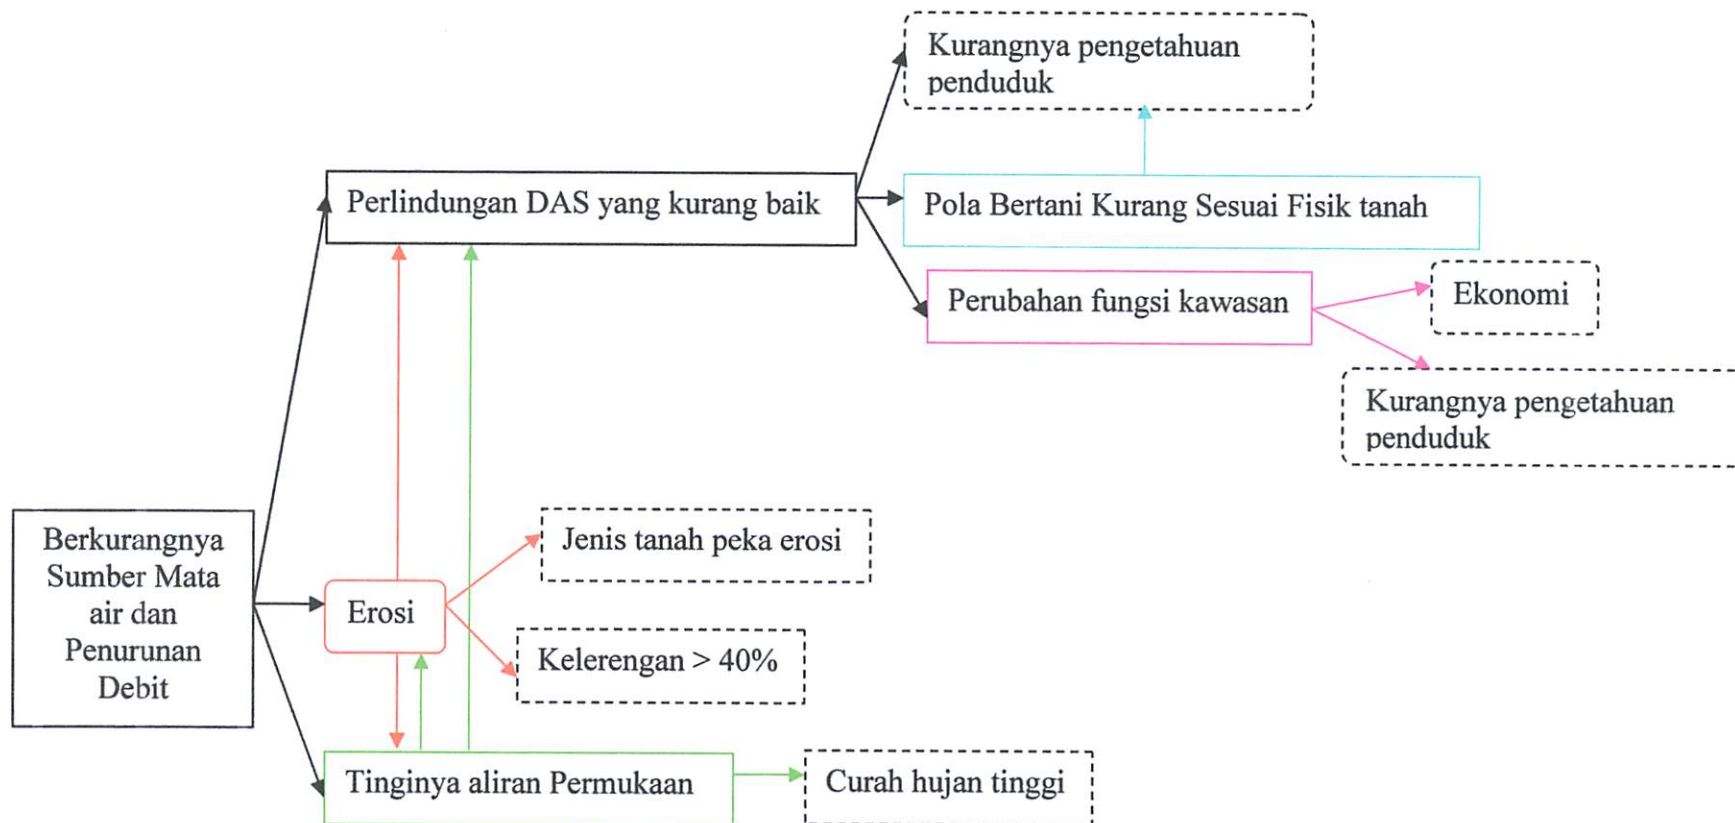 Kurangnya pengetahuan
penduduk
Perlindungan DAS yang kurang baik
Pola Bertani Kurang Sesuai Fisik tanah
Perubahan fungsi kawasan
Ekonomi
Kurangnya pengetahuan
penduduk
Berkurangnya
Sumber Mata
air dan
Penurunan
Debit
Jenis tanah peka erosi
Erosi
Kelerengan > 40%
Tinginya aliran Permukaan
Curah hujan tinggi